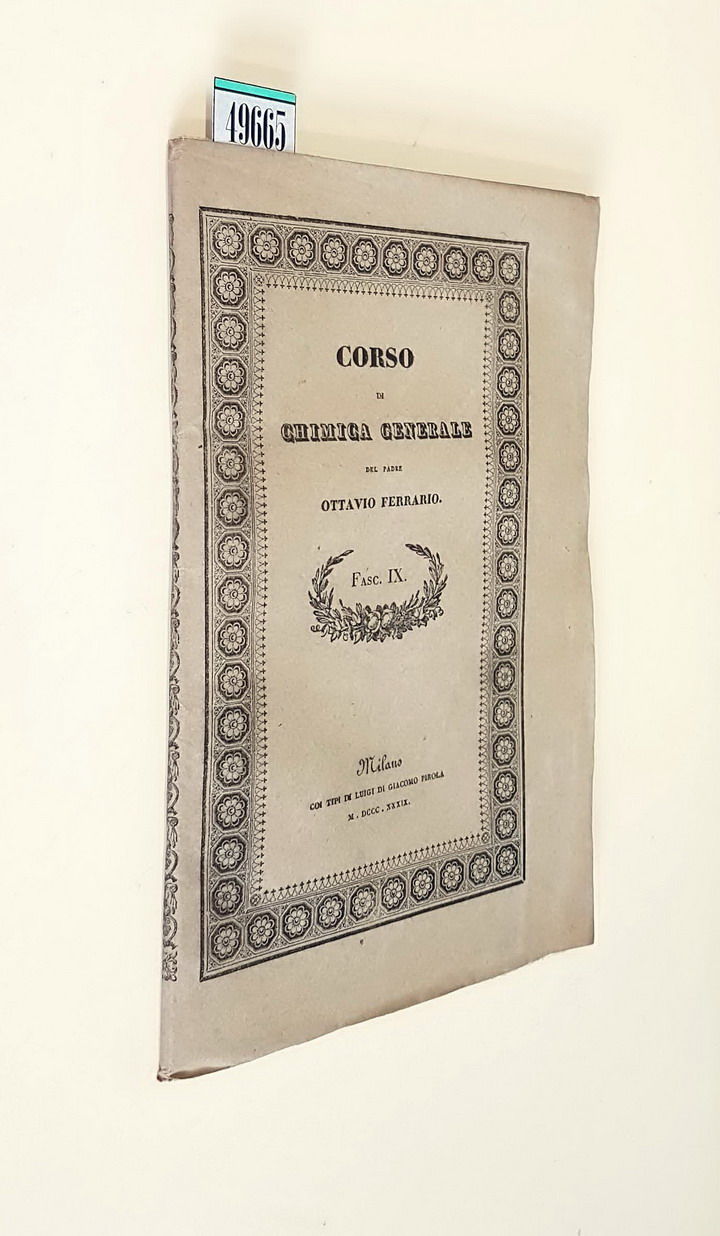 49665
CORSO
DI
CHIMICA GENERALE
DEL PADRE
OTTAVIO FERRARIO.
FASC. IX.
Milano
COI TIPI DI LUIGI DI GIACOMO PIROLA
M. DCCC. XXXIX.